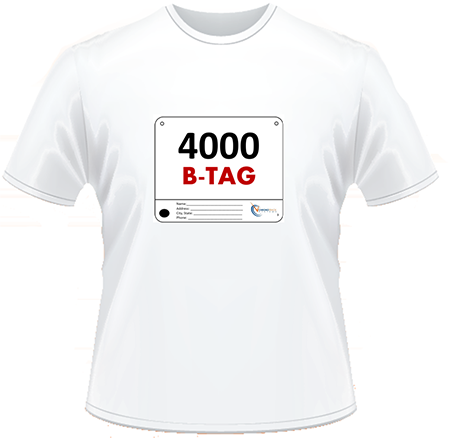 4000
B-TAG
Name
Address
City, State
Phone